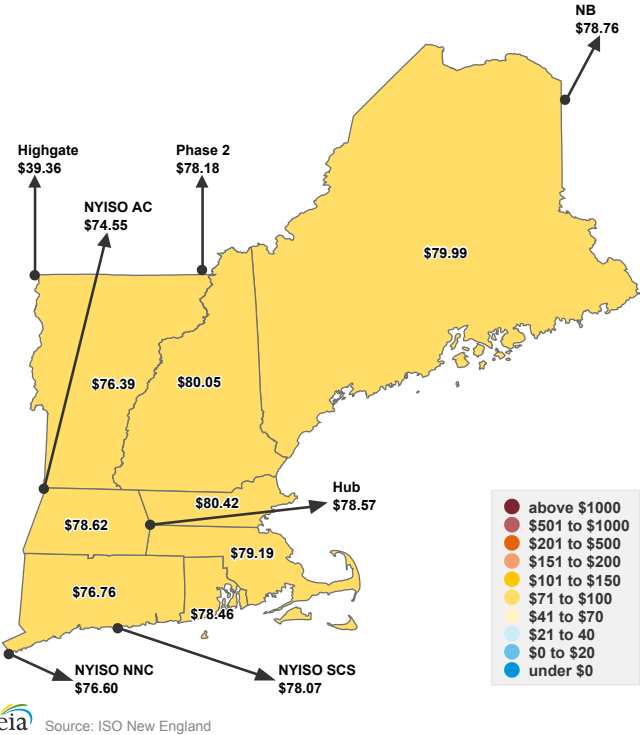 NB
$78.76
Highgate
$39.36
Phase 2
$78.18
NYISO AC
$74.55
$79.99
$76.39
$80.05
Hub
$78.57
$80.42
$78.62
$79.19
$76.76
$78.46
NYISO NNC
$76.60
NYISO SCS
$78.07
above $1000
$501 to $1000
$201 to $500
$151 to $200
$101 to $150
$71 to $100
$41 to $70
$21 to 40
$0 to $20
under $0
eia
Source: ISO New England